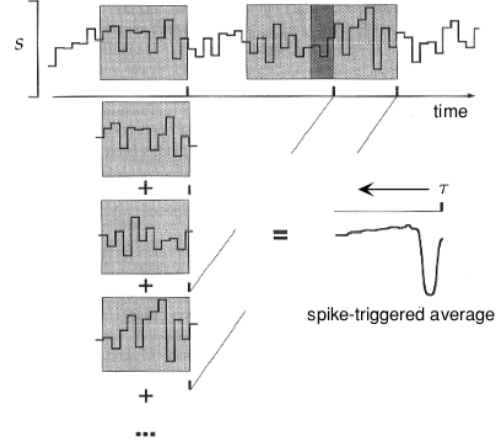 s
time
+
τ
+
=
spike-triggered average
+
...